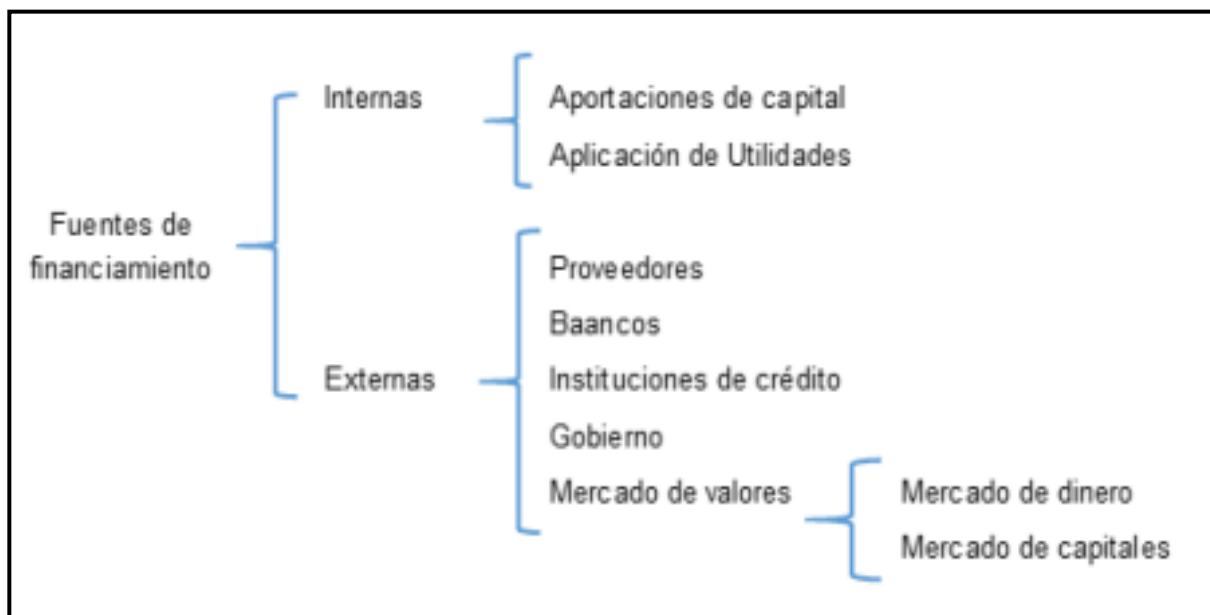 Fuentes de
financiamiento
Internas
Aportaciones de capital
Aplicación de Utilidades
Externas
Proveedores
Baancos
Instituciones de crédito
Gobierno
Mercado de valores
Mercado de dinero
Mercado de capitales